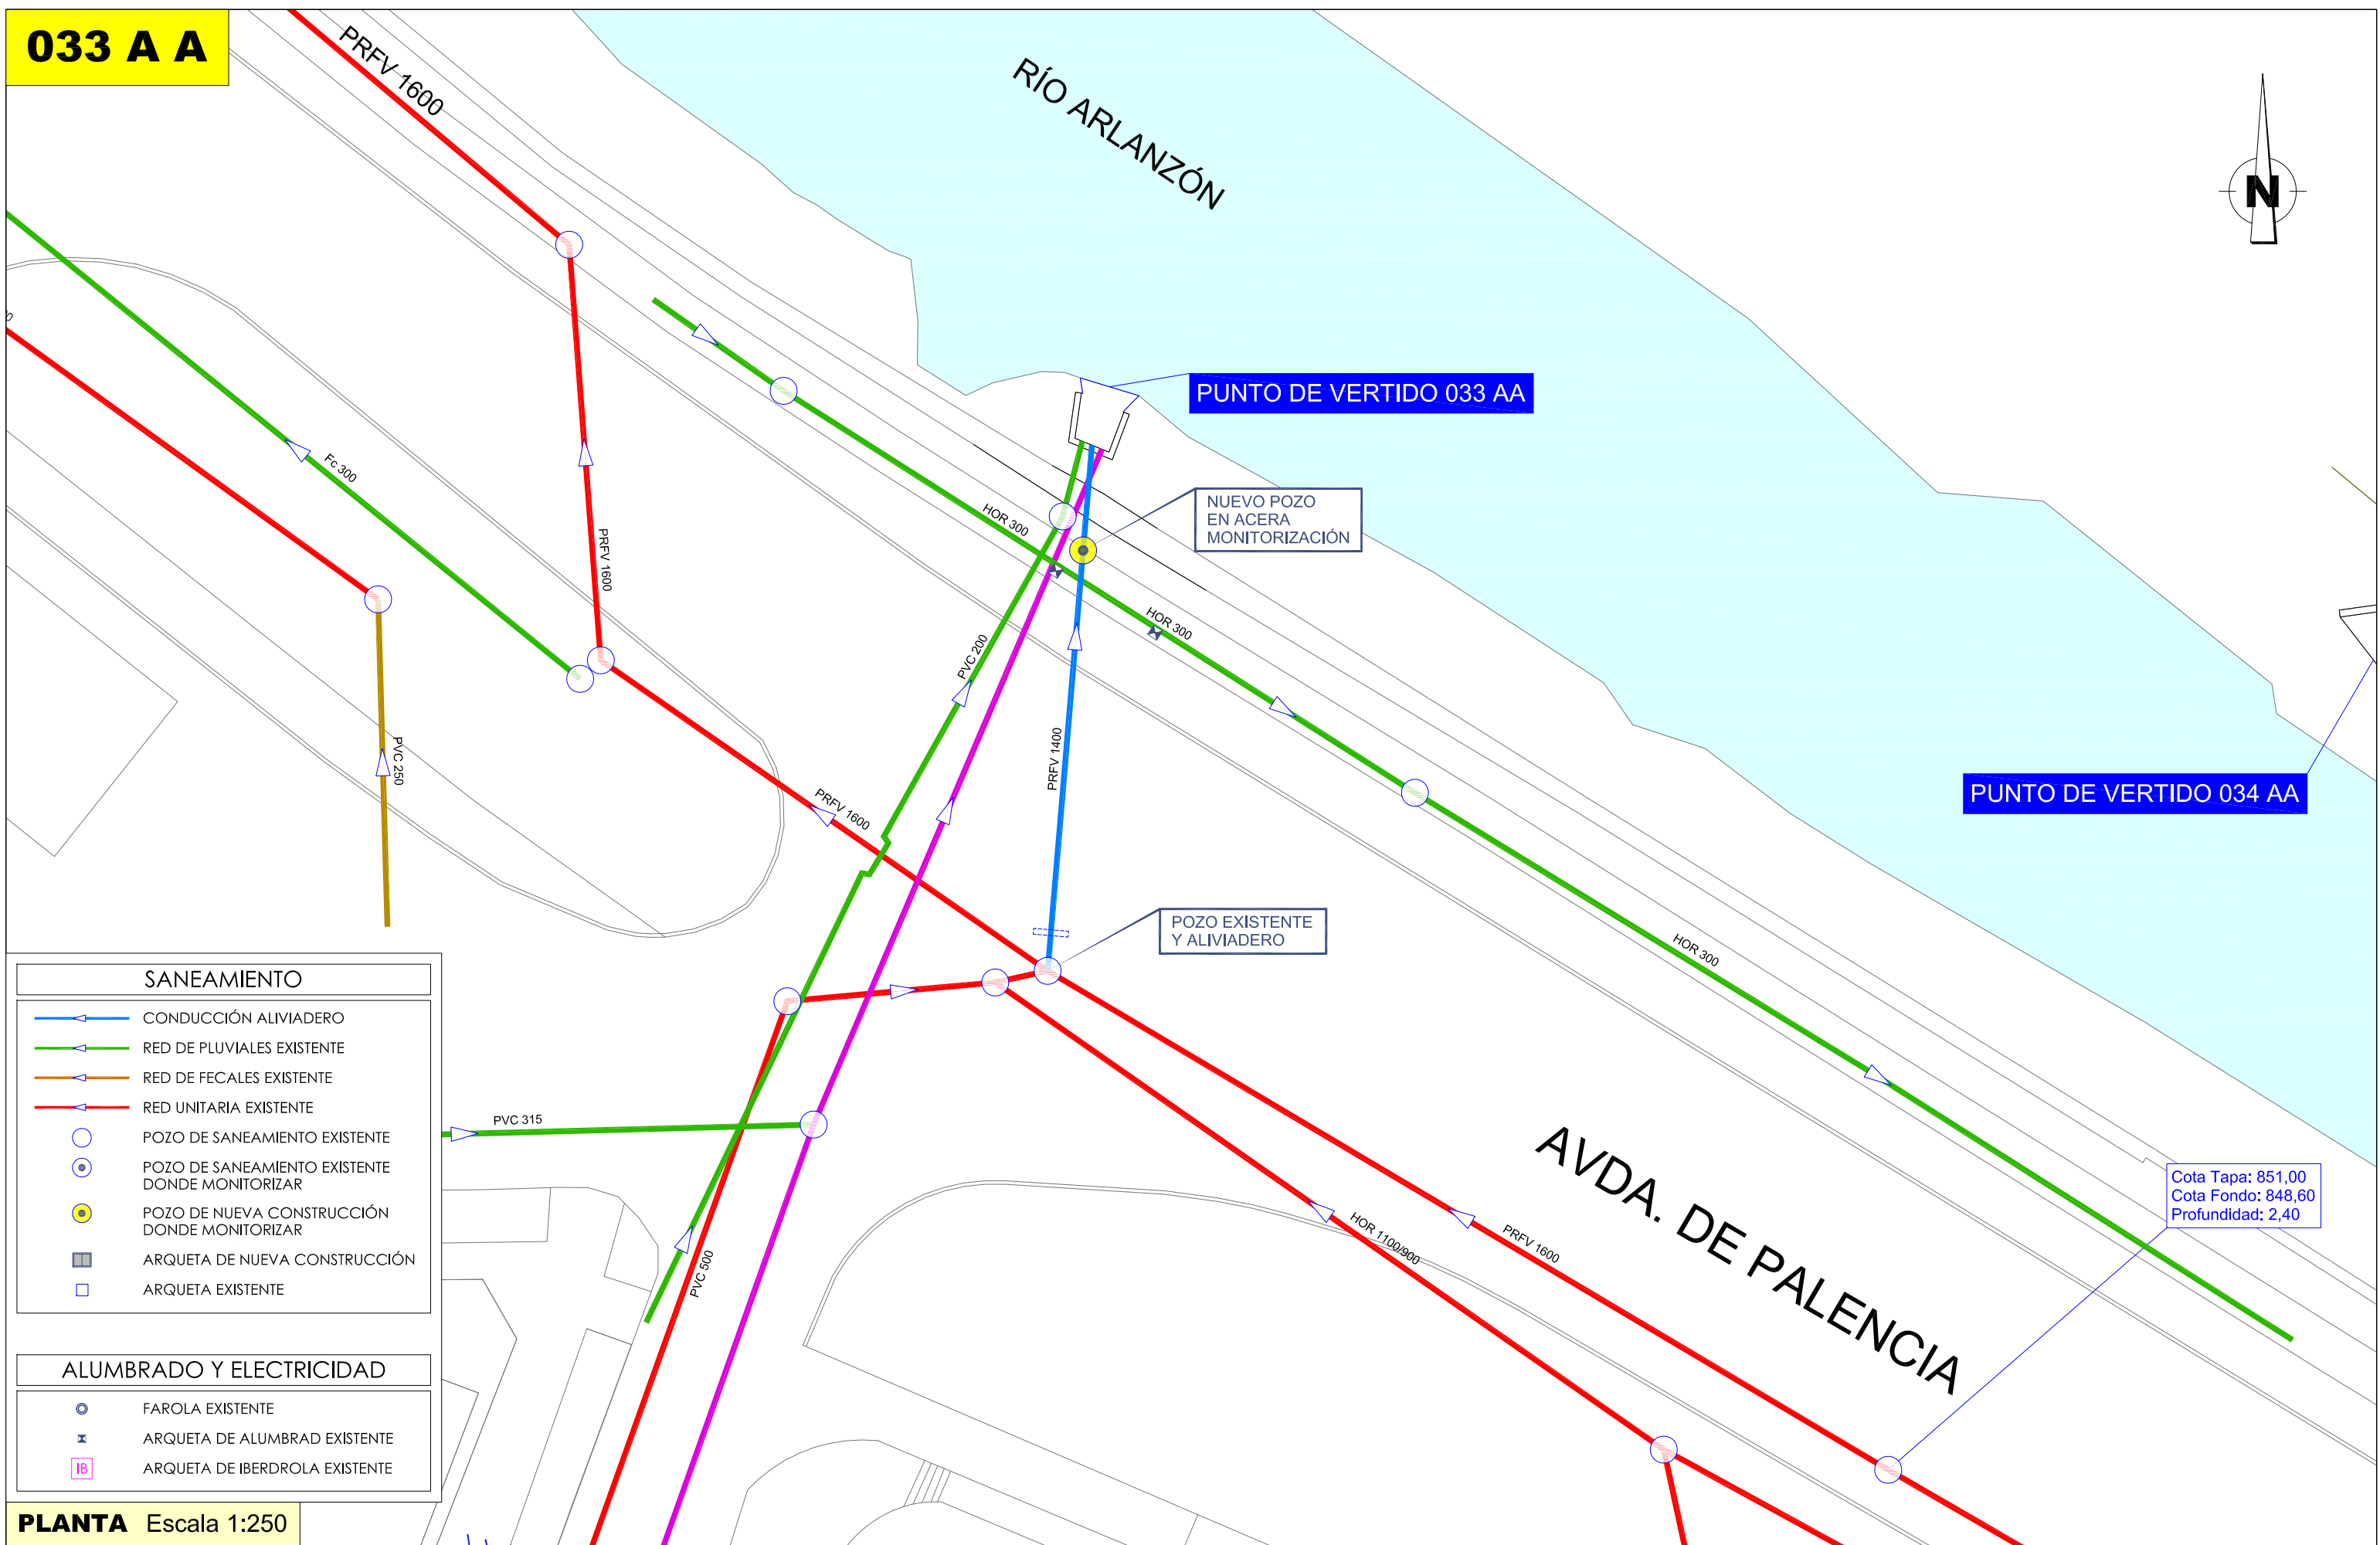 033 A A
PRFV 1600
RÍO ARLANZÓN
N
PUNTO DE VERTIDO 033 AA
Fc 300
HOR 300
NUEVO POZO
EN ACERA
MONITORIZACIÓN
PRFV 1600
HOR 300
PVC 200
PVC 250
PRFV 1400
PRFV 1600
PUNTO DE VERTIDO 034 AA
POZO EXISTENTE
Y ALIVIADERO
HOR 300
PVC 315
PVC 500
HOR 1100/900
PRFV 1600
AVDA. DE PALENCIA
Cota Tapa: 851,00
Cota Fondo: 848,60
Profundidad: 2,40
SANEAMIENTO
CONDUCCIÓN ALIVIADERO
RED DE PLUVIALES EXISTENTE
RED DE FECALES EXISTENTE
RED UNITARIA EXISTENTE
POZO DE SANEAMIENTO EXISTENTE
POZO DE SANEAMIENTO EXISTENTE
DONDE MONITORIZAR
POZO DE NUEVA CONSTRUCCIÓN
DONDE MONITORIZAR
ARQUETA DE NUEVA CONSTRUCCIÓN
ARQUETA EXISTENTE
ALUMBRADO Y ELECTRICIDAD
FAROLA EXISTENTE
ARQUETA DE ALUMBRAD EXISTENTE
IB ARQUETA DE IBERDROLA EXISTENTE
PLANTA Escala 1:250